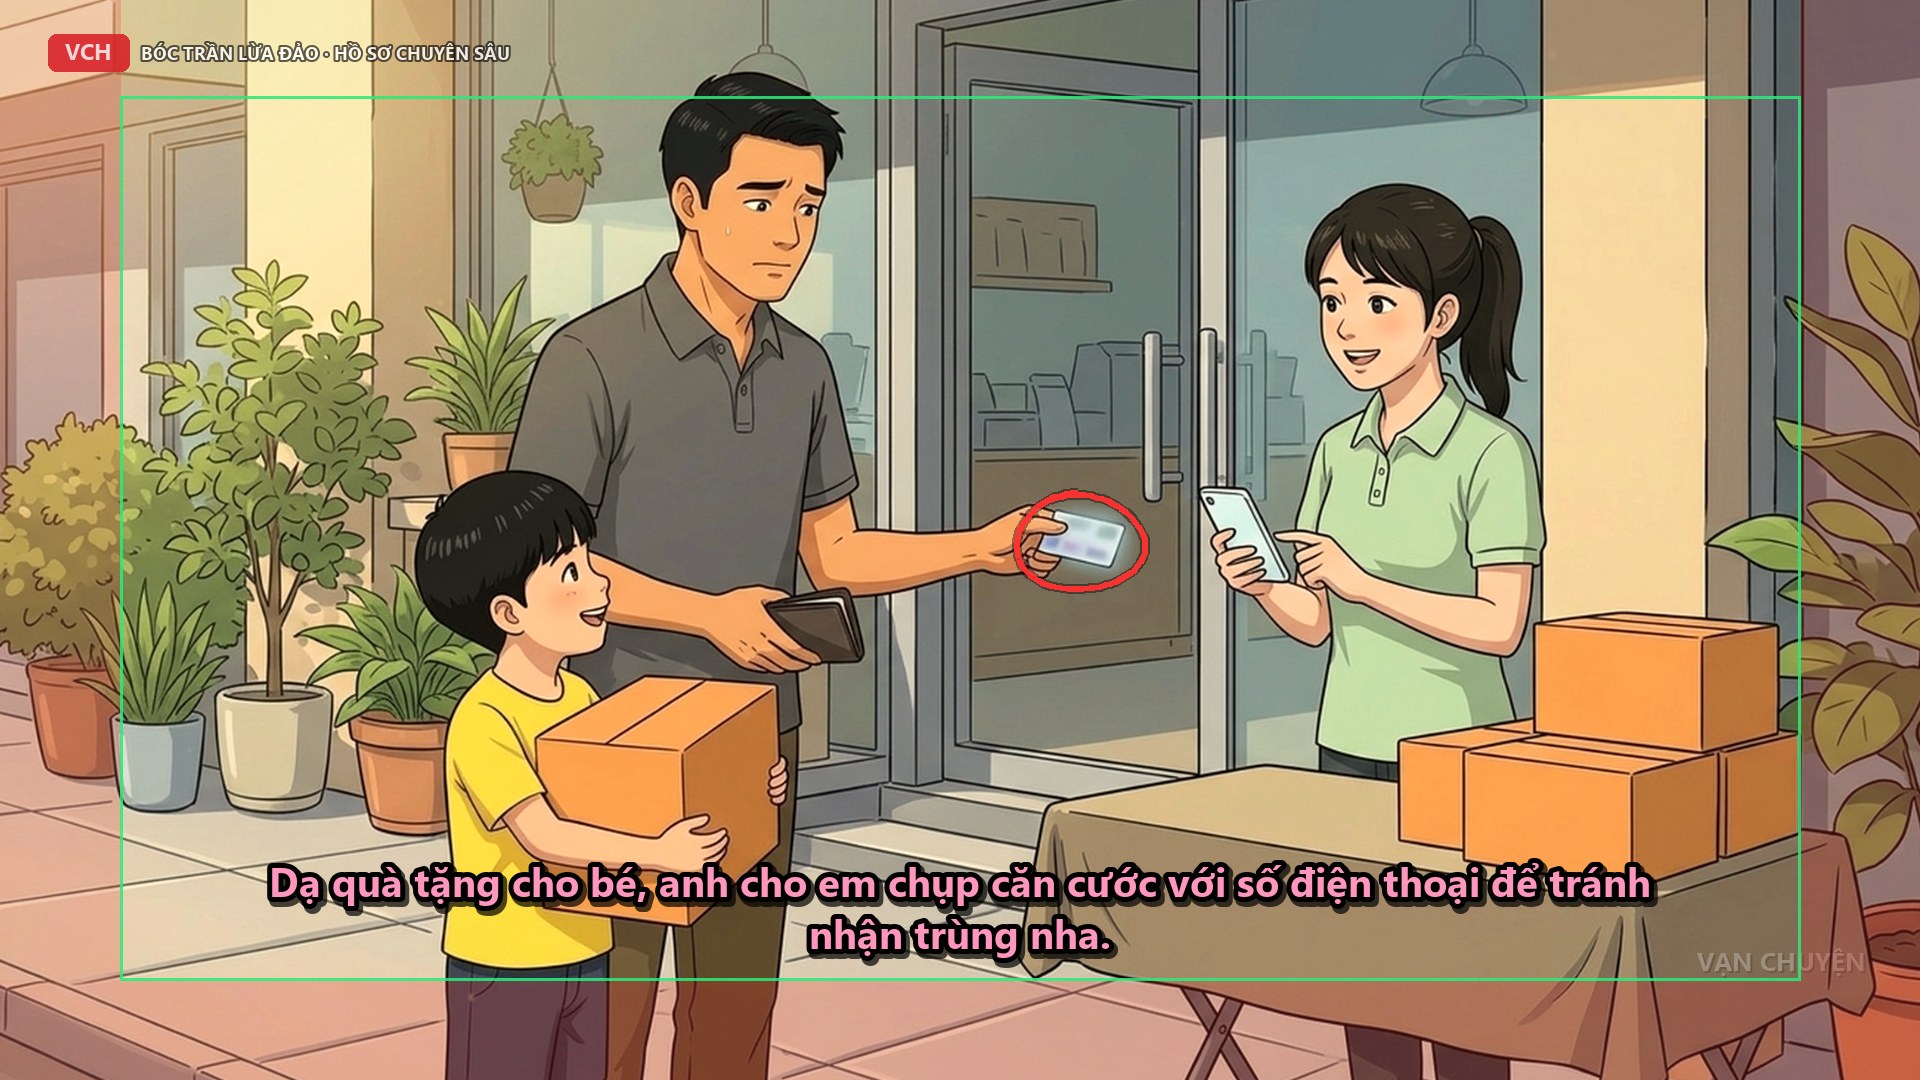 VCH BÓC TRẦN LỪA ĐẢO · HỒ SƠ CHUYÊN SÂU
Dạ quà tặng cho bé, anh cho em chụp căn cước với số điện thoại để tránh
nhận trùng nha.
VẠN CHUYỆN